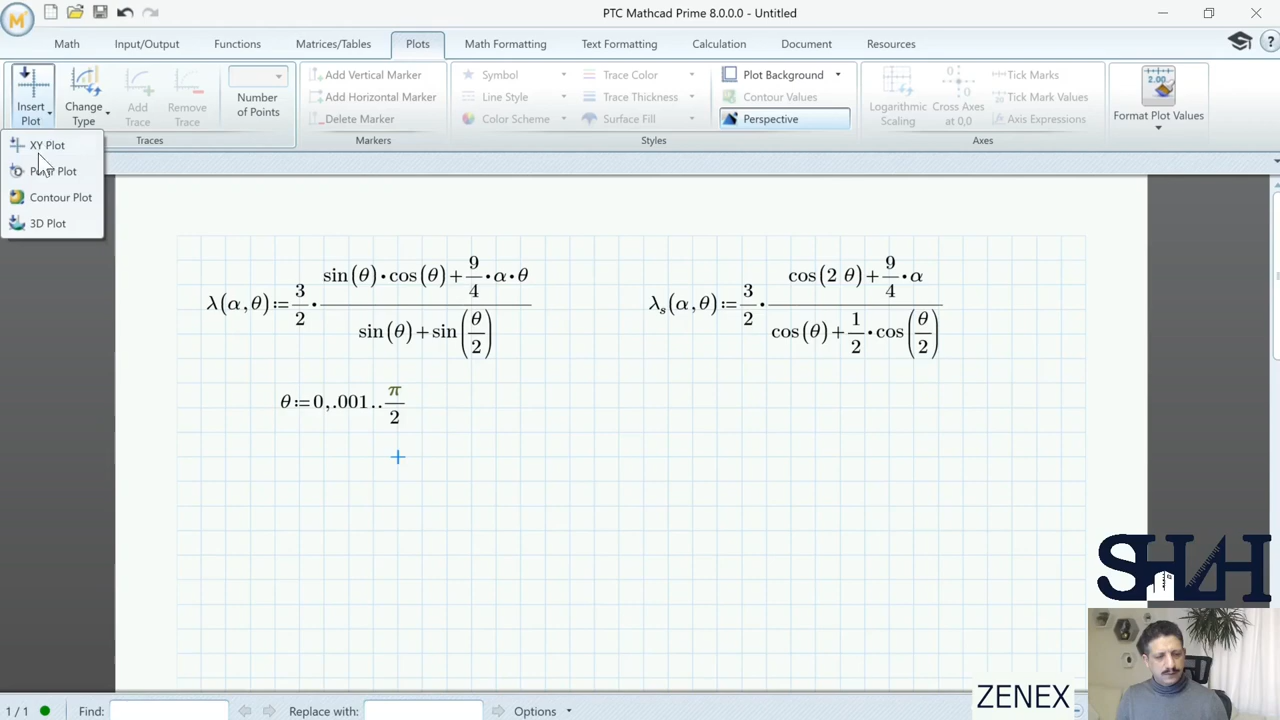 PTC Mathcad Prime 8.0.0.0 - Untitled
Math Input/Output Functions Matrices/Tables Plots Math Formatting Text Formatting Calculation Document Resources
Insert Plot
Change Type
Add Trace
Remove Trace
Number of Points
Traces
Add Vertical Marker
Add Horizontal Marker
Delete Marker
Markers
Symbol
Line Style
Color Scheme
Trace Color
Trace Thickness
Surface Fill
Plot Background
Contour Values
Perspective
Styles
Logarithmic Scaling
Cross Axes at 0,0
Tick Marks
Tick Mark Values
Axis Expressions
Axes
2.00
Format Plot Values
XY Plot
Plot
Contour Plot
3D Plot
λ(α,θ):=3/2·(sin(θ)·cos(θ)+9/4·α·θ)/(sin(θ)+sin(θ/2))
λs(α,θ):=3/2·(cos(2 θ)+9/4·α)/(cos(θ)+1/2·cos(θ/2))
θ:=0,.001..π/2
SHZH
ZENEX
1 / 1 Find: Replace with: Options